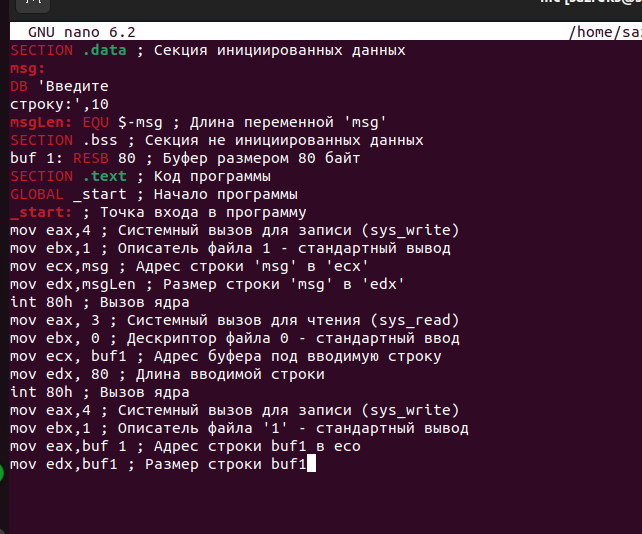 GNU nano 6.2 /home/saz
SECTION .data ; Секция инициированных данных
msg:
DB 'Введите
строку:',10
msgLen: EQU $-msg ; Длина переменной 'msg'
SECTION .bss ; Секция не инициированных данных
buf 1: RESB 80 ; Буфер размером 80 байт
SECTION .text ; Код программы
GLOBAL _start ; Начало программы
_start: ; Точка входа в программу
mov eax,4 ; Системный вызов для записи (sys_write)
mov ebx,1 ; Описатель файла 1 - стандартный вывод
mov ecx,msg ; Адрес строки 'msg' в 'ecx'
mov edx,msgLen ; Размер строки 'msg' в 'edx'
int 80h ; Вызов ядра
mov eax, 3 ; Системный вызов для чтения (sys_read)
mov ebx, 0 ; Дескриптор файла 0 - стандартный ввод
mov ecx, buf1 ; Адрес буфера под вводимую строку
mov edx, 80 ; Длина вводимой строки
int 80h ; Вызов ядра
mov eax,4 ; Системный вызов для записи (sys_write)
mov ebx,1 ; Описатель файла '1' - стандартный вывод
mov eax,buf 1 ; Адрес строки buf1 в eco
mov edx,buf1 ; Размер строки buf1